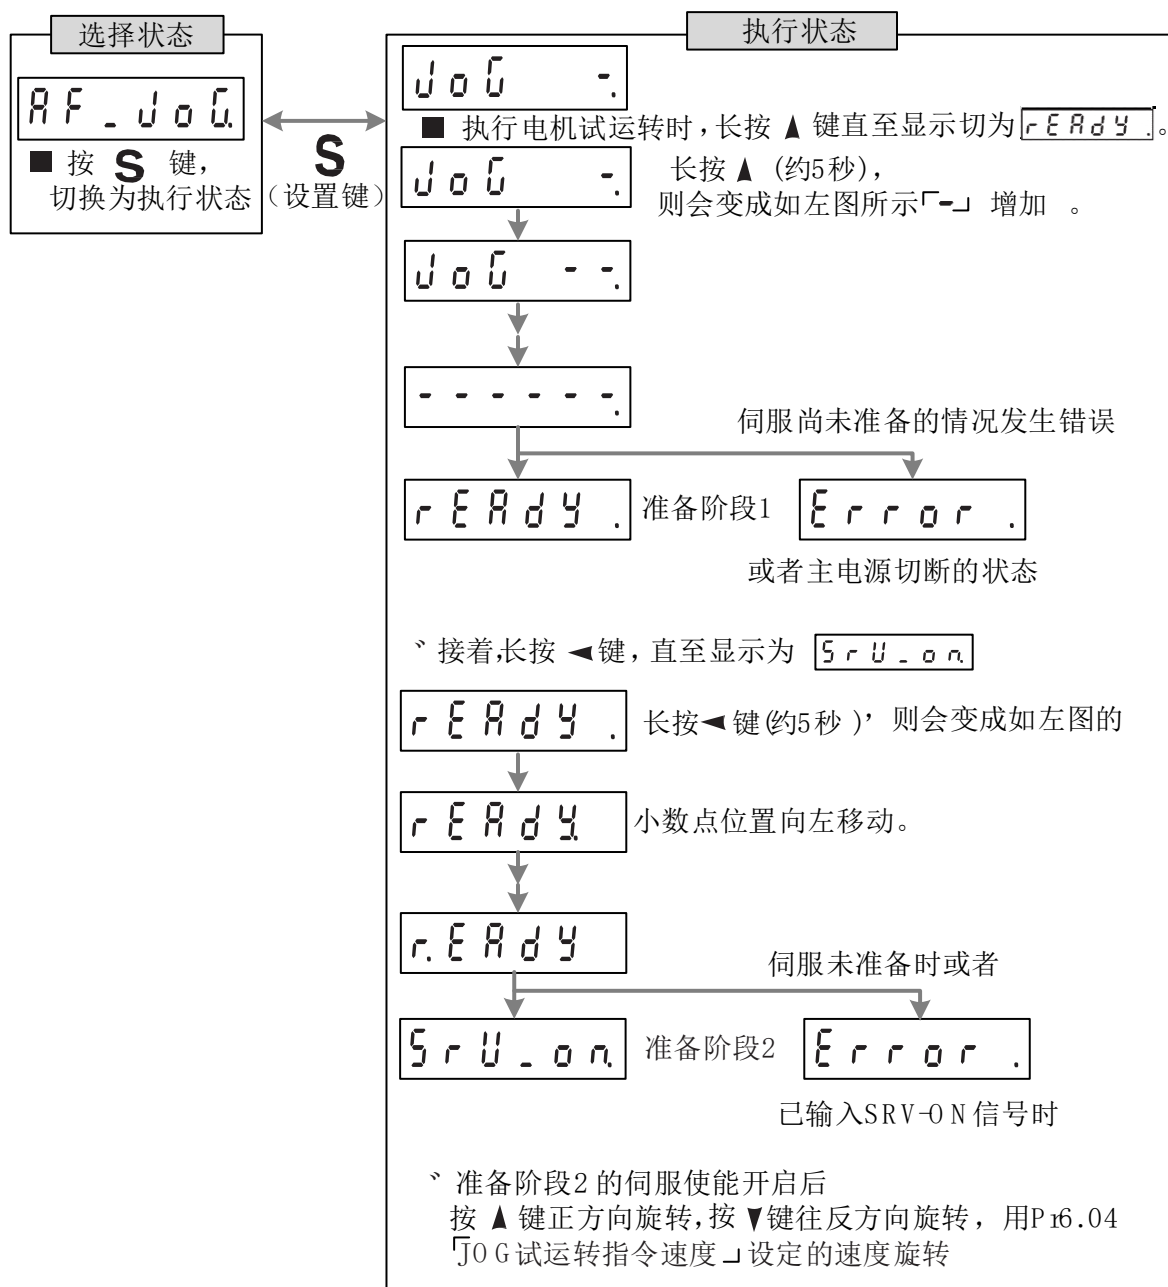 选择状态
AF_JoG.
■ 按 S 键,
切换为执行状态
S
(设置键)
执行状态
JoG -.
■ 执行电机试运转时,长按 ▲ 键直至显示切为 rEAdY .。
JoG -.
长按 ▲ (约5秒),
则会变成如左图所示「-」 增加 。
JoG --.
------.
伺服尚未准备的情况发生错误
rEAdY .
准备阶段1
Error .
或者主电源切断的状态
接着,长按 ◄键,直至显示为 SrU_on.
rEAdY .
长按◄键(约5秒), 则会变成如左图的
rEAdY.
小数点位置向左移动。
r.EAdY
伺服未准备时或者
SrU_on.
准备阶段2
Error .
已输入SRV-ON信号时
准备阶段2的伺服使能开启后
按 ▲ 键正方向旋转,按 ▼键往反方向旋转, 用Pr6.04
「JOG试运转指令速度」设定的速度旋转